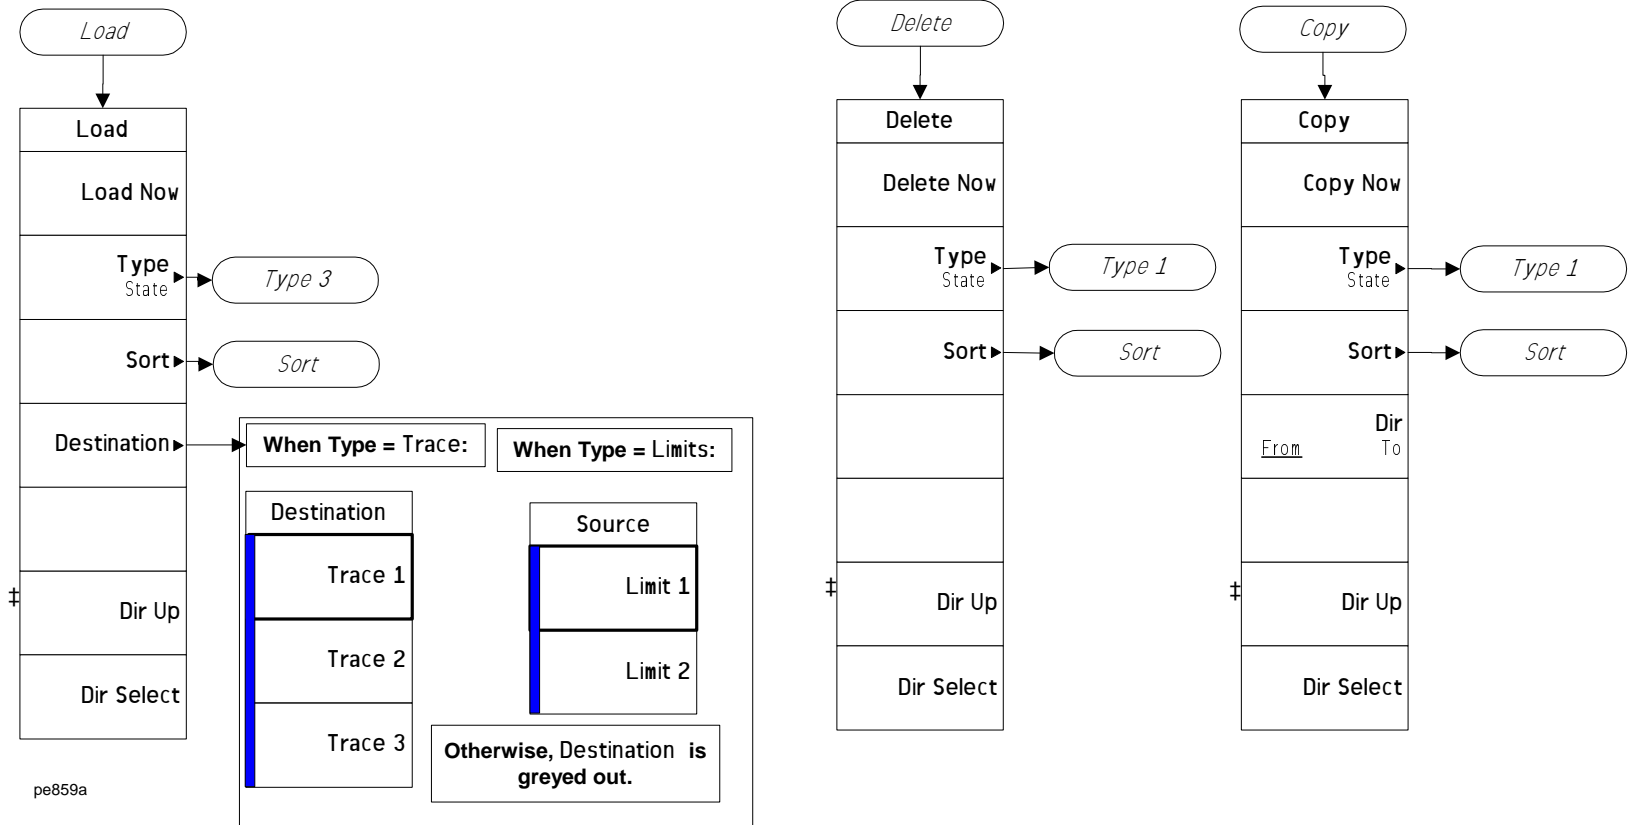 Load
Load
Load Now
Type
State
Type 3
Sort
Sort
Destination
When Type = Trace:
When Type = Limits:
Destination
Trace 1
Trace 2
Trace 3
Source
Limit 1
Limit 2
Otherwise, Destination is
greyed out.
‡
Dir Up
Dir Select
pe859a
Delete
Delete
Delete Now
Type
State
Type 1
Sort
Sort
‡
Dir Up
Dir Select
Copy
Copy
Copy Now
Type
State
Type 1
Sort
Sort
Dir
From To
‡
Dir Up
Dir Select